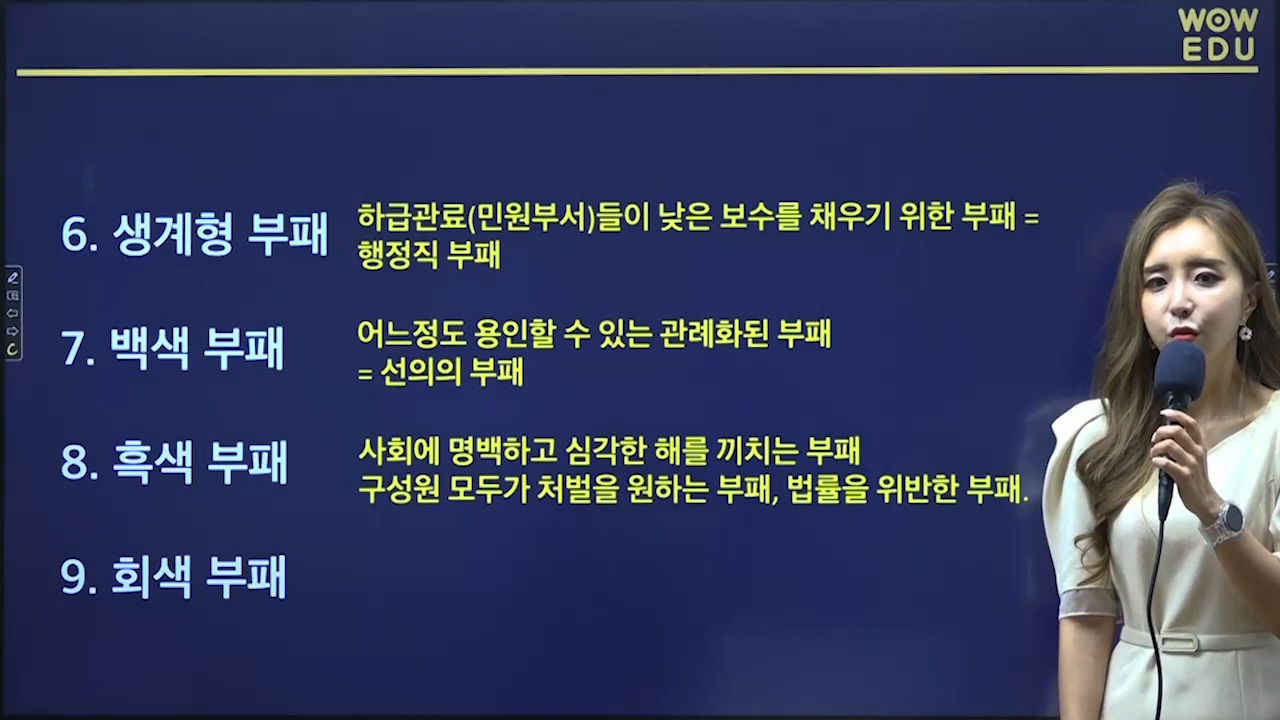 WOW
EDU
6. 생계형 부패
하급관료(민원부서)들이 낮은 보수를 채우기 위한 부패 =
행정직 부패
7. 백색 부패
어느정도 용인할 수 있는 관례화된 부패
= 선의의 부패
8. 흑색 부패
사회에 명백하고 심각한 해를 끼치는 부패
구성원 모두가 처벌을 원하는 부패, 법률을 위반한 부패.
9. 회색 부패